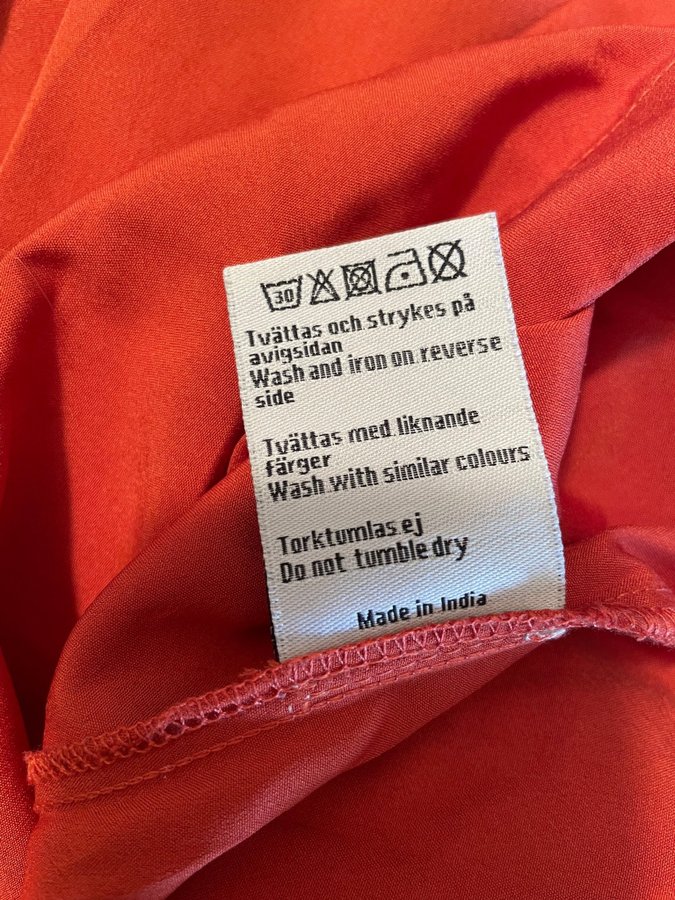 30
Tvättas och strykes på
avigsidan
Wash and iron on reverse
side
Tvättas med liknande
färger
Wash with similar colours
Torktumlas ej
Do not tumble dry
Made in India